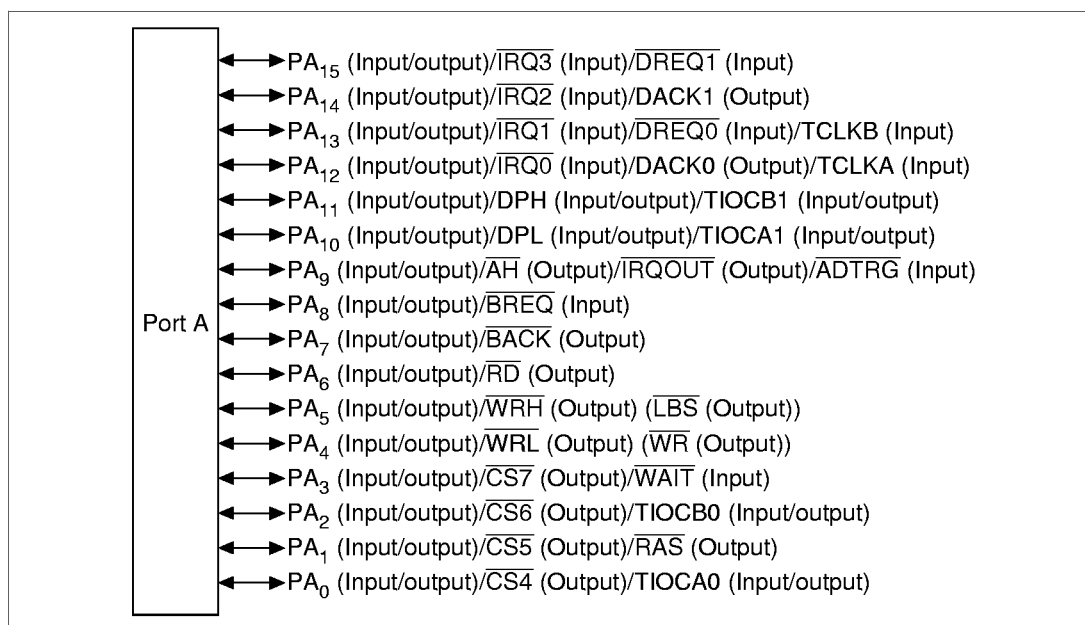 PA15 (Input/output)/IRQ3 (Input)/DREQ1 (Input)
PA14 (Input/output)/IRQ2 (Input)/DACK1 (Output)
PA13 (Input/output)/IRQ1 (Input)/DREQ0 (Input)/TCLKB (Input)
PA12 (Input/output)/IRQ0 (Input)/DACK0 (Output)/TCLKA (Input)
PA11 (Input/output)/DPH (Input/output)/TIOCB1 (Input/output)
PA10 (Input/output)/DPL (Input/output)/TIOCA1 (Input/output)
PA9 (Input/output)/AH (Output)/IRQOUT (Output)/ADTRG (Input)
PA8 (Input/output)/BREQ (Input)
Port A
PA7 (Input/output)/BACK (Output)
PA6 (Input/output)/RD (Output)
PA5 (Input/output)/WRH (Output) (LBS (Output))
PA4 (Input/output)/WRL (Output) (WR (Output))
PA3 (Input/output)/CS7 (Output)/WAIT (Input)
PA2 (Input/output)/CS6 (Output)/TIOCB0 (Input/output)
PA1 (Input/output)/CS5 (Output)/RAS (Output)
PA0 (Input/output)/CS4 (Output)/TIOCA0 (Input/output)